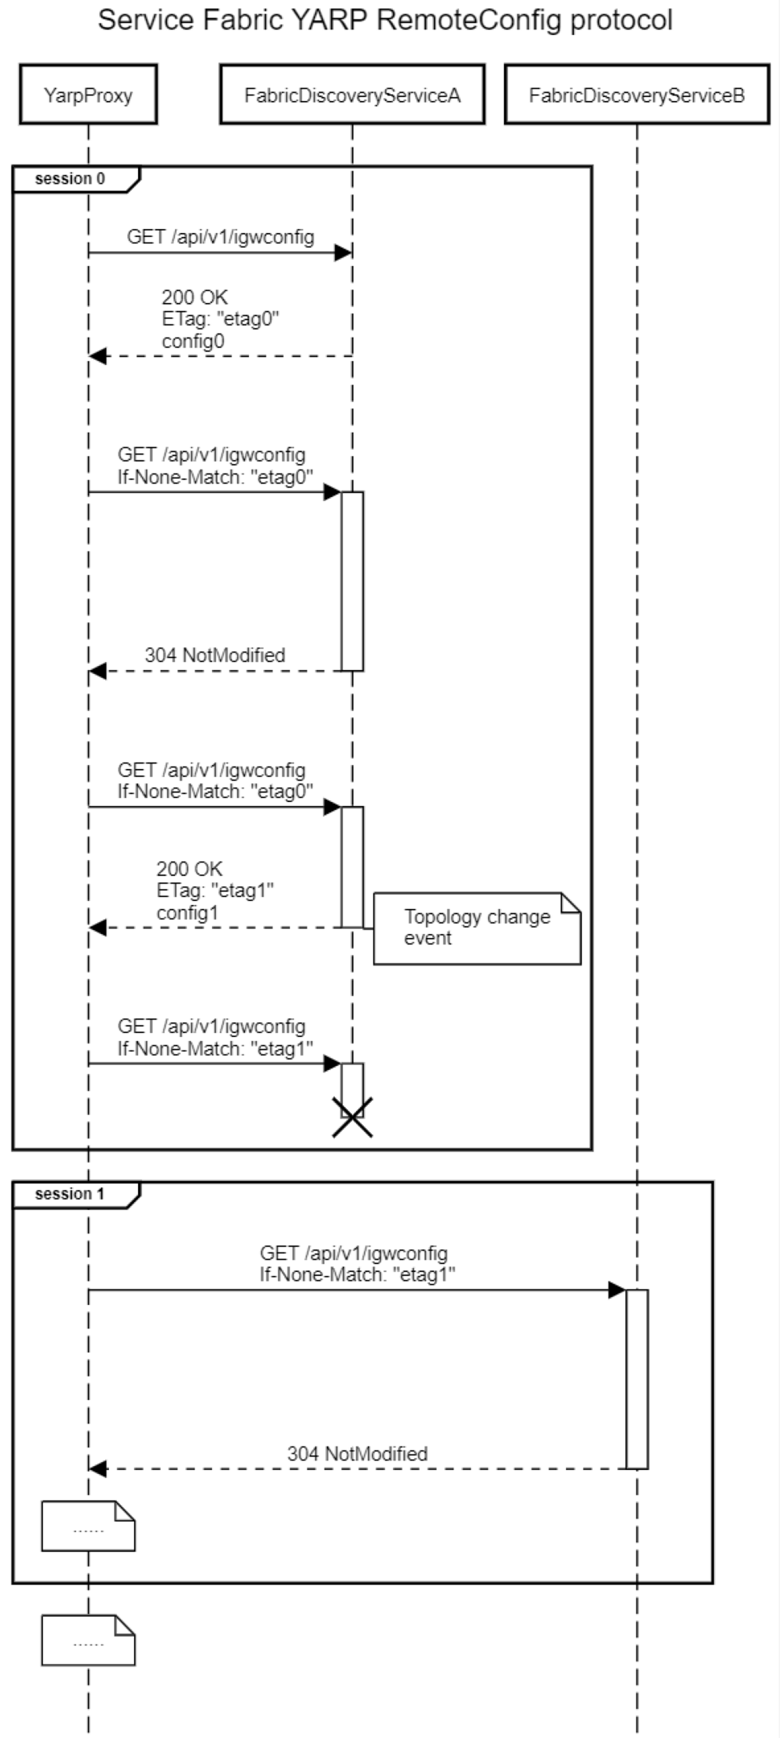 Service Fabric YARP RemoteConfig protocol
YarpProxy
FabricDiscoveryServiceA
FabricDiscoveryServiceB
session 0
GET /api/v1/igwconfig
200 OK
ETag: "etag0"
config0
GET /api/v1/igwconfig
If-None-Match: "etag0"
304 NotModified
GET /api/v1/igwconfig
If-None-Match: "etag0"
200 OK
ETag: "etag1"
config1
Topology change
event
GET /api/v1/igwconfig
If-None-Match: "etag1"
session 1
GET /api/v1/igwconfig
If-None-Match: "etag1"
304 NotModified
......
......